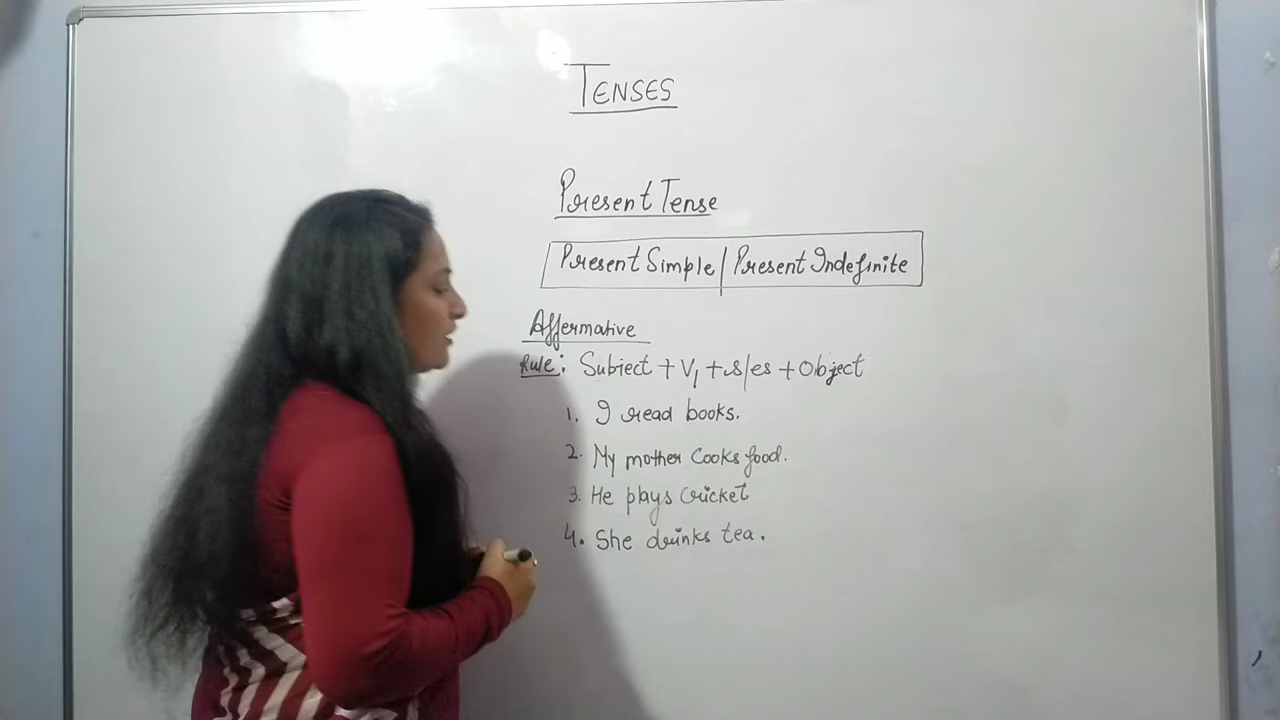 TENSES
Present Tense
Present Simple | Present Indefinite
Affermative
Rule: Subject + V1 + s/es + Object
1. I read books.
2. My mother Cooks food.
3. He plays Cricket
4. She drinks tea.